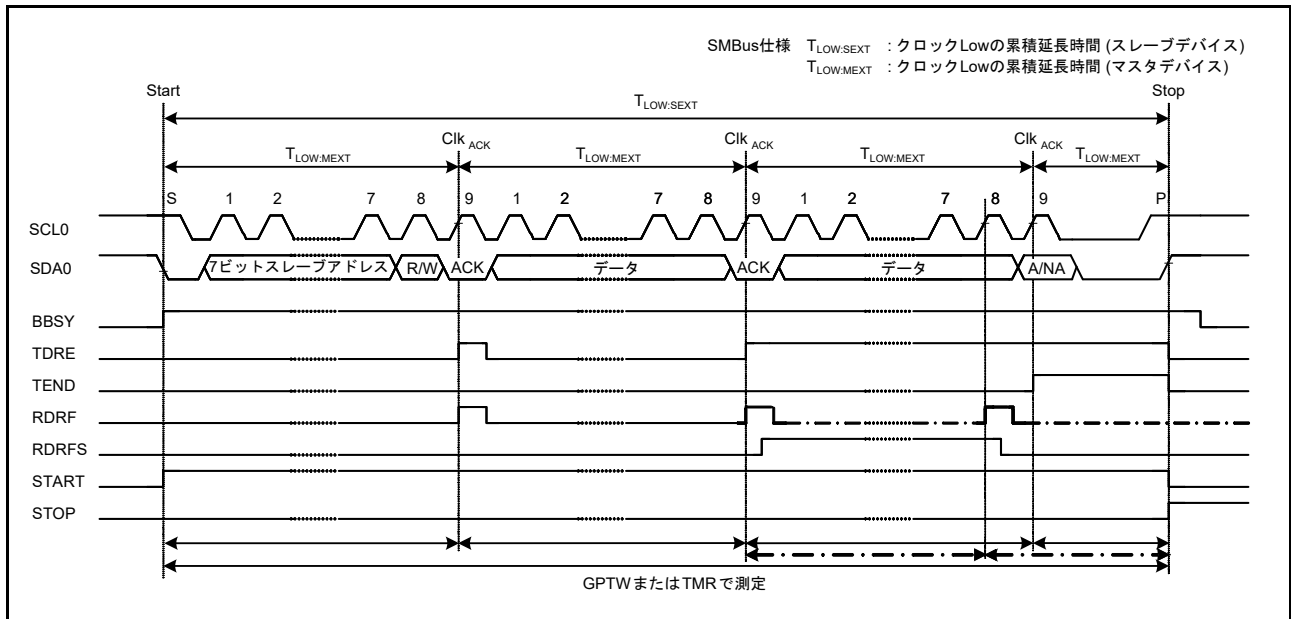 SMBus仕様 TLOW:SEXT : クロックLowの累積延長時間 (スレーブデバイス)
TLOW:MEXT : クロックLowの累積延長時間 (マスタデバイス)
Start Stop
TLOW:SEXT
Clk ACK Clk ACK Clk ACK
TLOW:MEXT TLOW:MEXT TLOW:MEXT TLOW:MEXT
S 1 2 7 8 9 1 2 7 8 9 1 2 7 8 9 P
SCL0
SDA0 7ビットスレーブアドレス R/W ACK データ ACK データ A/NA
BBSY
TDRE
TEND
RDRF
RDRFS
START
STOP
GPTWまたはTMRで測定